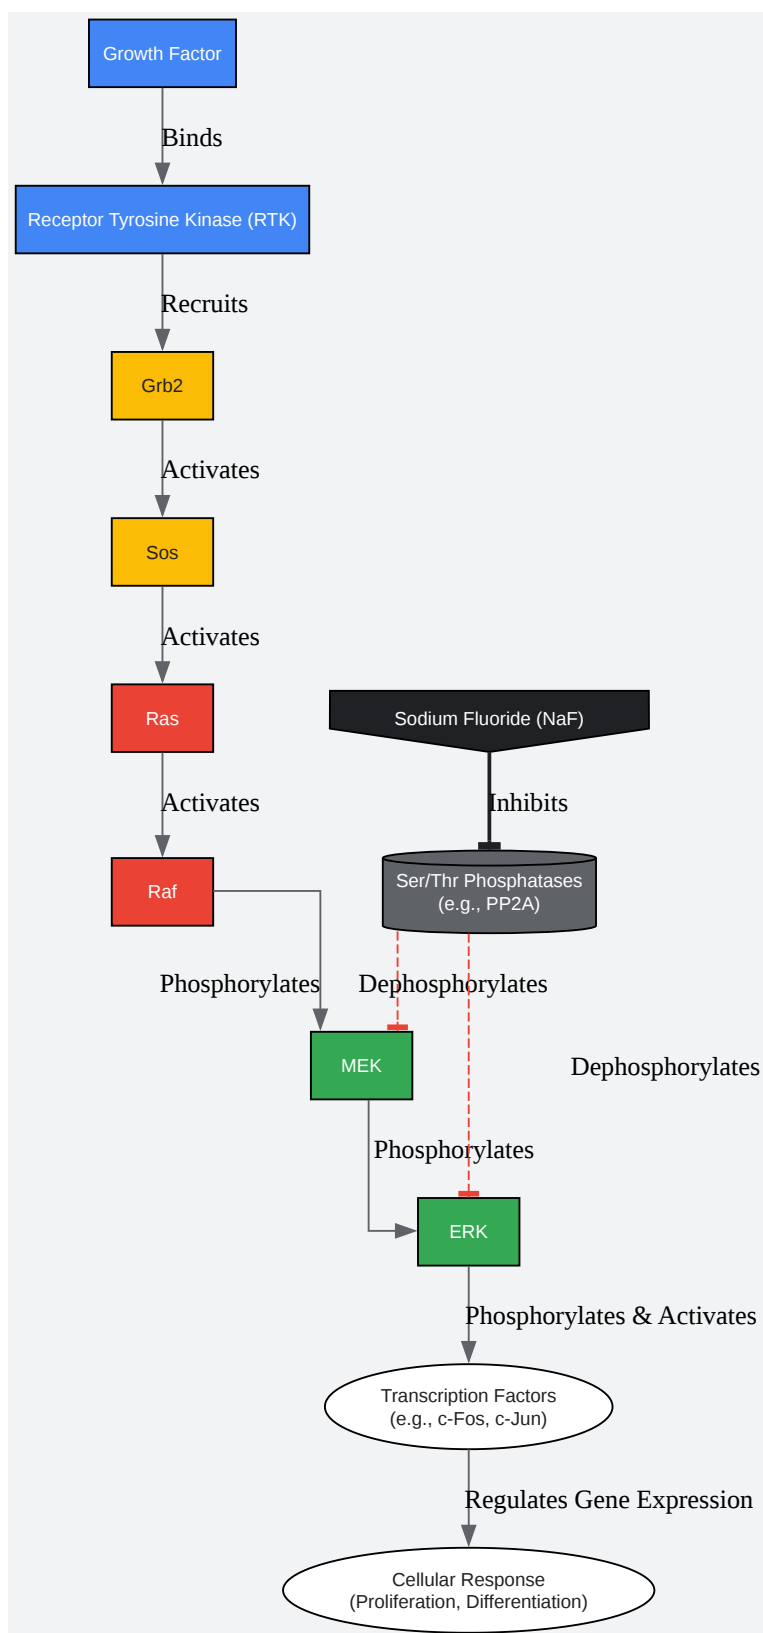 Growth Factor
Binds
Receptor Tyrosine Kinase (RTK)
Recruits
Grb2
Activates
Sos
Activates
Ras
Sodium Fluoride (NaF)
Activates
Inhibits
Raf
Ser/Thr Phosphatases
(e.g., PP2A)
Phosphorylates
Dephosphorylates
MEK
Dephosphorylates
Phosphorylates
ERK
Phosphorylates & Activates
Transcription Factors
(e.g., c-Fos, c-Jun)
Regulates Gene Expression
Cellular Response
(Proliferation, Differentiation)